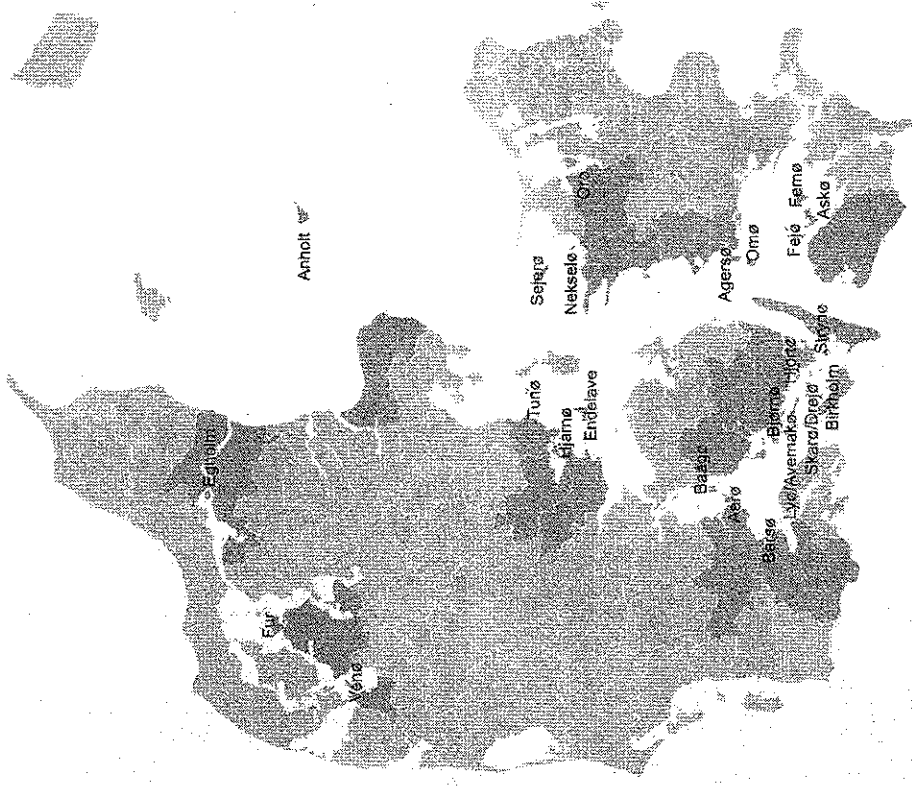 Anholt
Egholm
Fur
Venø
Sejerø
Nekselø
Orø
Tunø
Hjarnø
Endelave
Agersø
Omø
Fejø
Femø
Askø
Baagø
Aarø
Barsø
Bjørnø
Lyø/Avernakø
Skarø/Drejø
Birkholm
Hjortø
Strynø